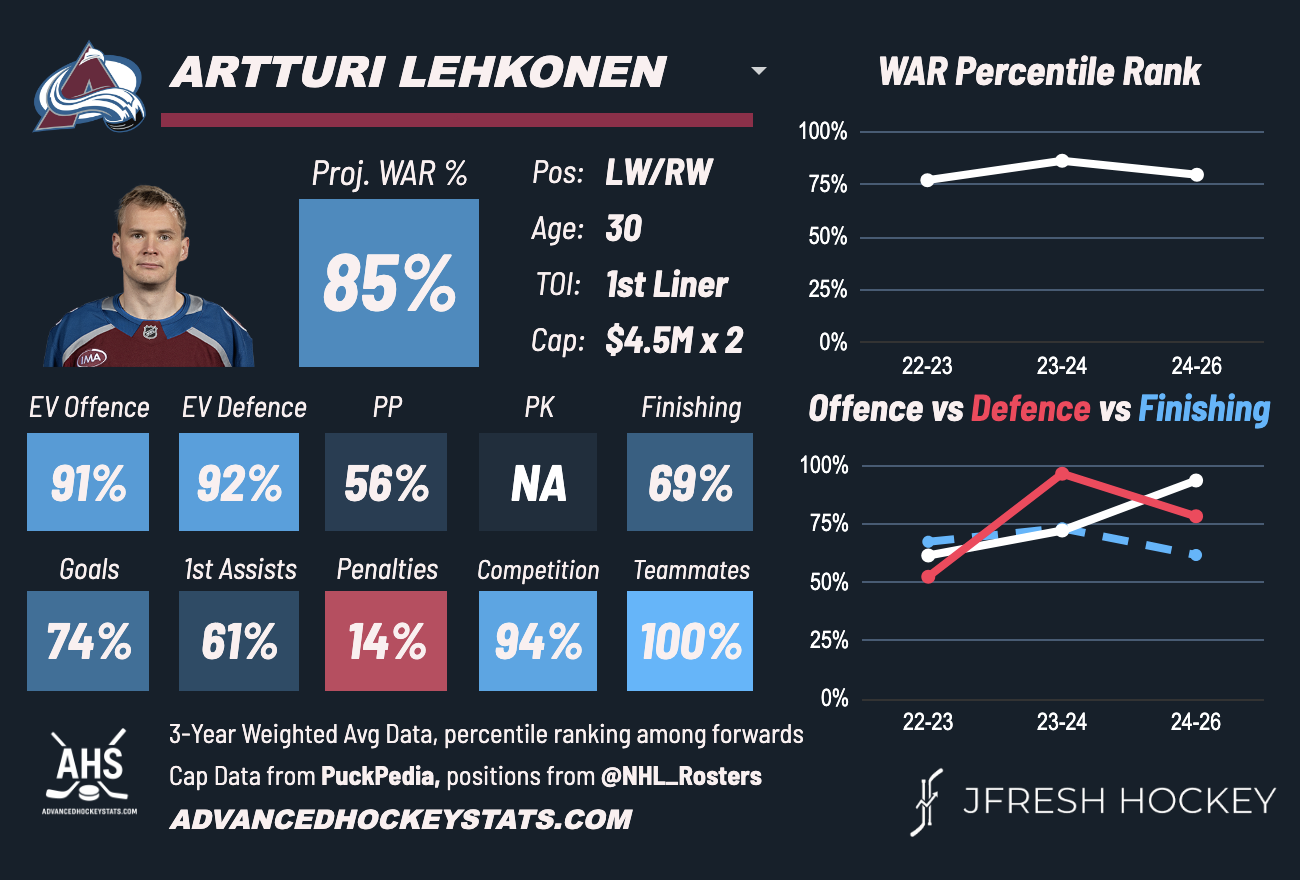 ARTTURI LEHKONEN
Proj. WAR %
85%
Pos: LW/RW
Age: 30
TOI: 1st Liner
Cap: $4.5M x 2
IMA
EV Offence EV Defence PP PK Finishing
91% 92% 56% NA 69%
Goals 1st Assists Penalties Competition Teammates
74% 61% 14% 94% 100%
WAR Percentile Rank
100%
75%
50%
25%
0%
22-23 23-24 24-26
Offence vs Defence vs Finishing
100%
75%
50%
25%
0%
22-23 23-24 24-26
AHS
ADVANCEDHOCKEYSTATS.COM
3-Year Weighted Avg Data, percentile ranking among forwards
Cap Data from PuckPedia, positions from @NHL_Rosters
ADVANCEDHOCKEYSTATS.COM
JFRESH HOCKEY